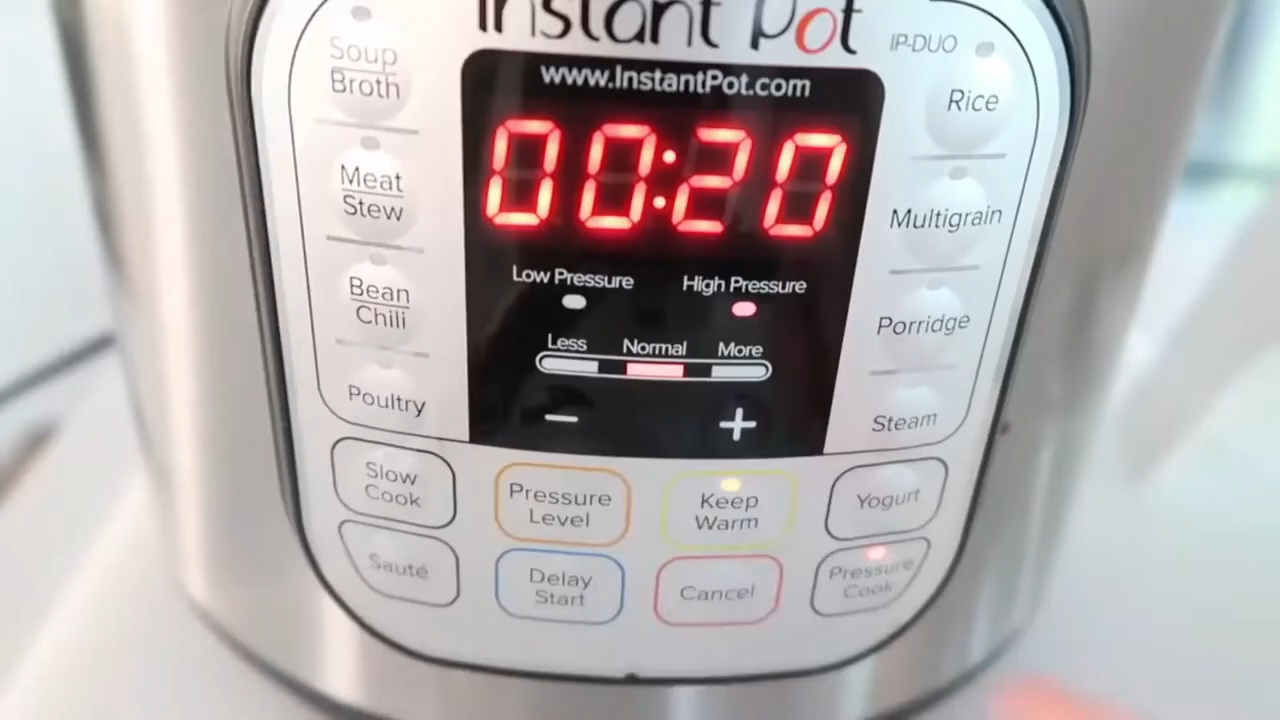 Instant Pot
IP-DUO
www.InstantPot.com
00:20
Low Pressure
High Pressure
Less
Normal
More
−
+
Soup
Broth
Meat
Stew
Bean
Chili
Poultry
Rice
Multigrain
Porridge
Steam
Slow
Cook
Pressure
Level
Keep
Warm
Yogurt
Sauté
Delay
Start
Cancel
Pressure
Cook